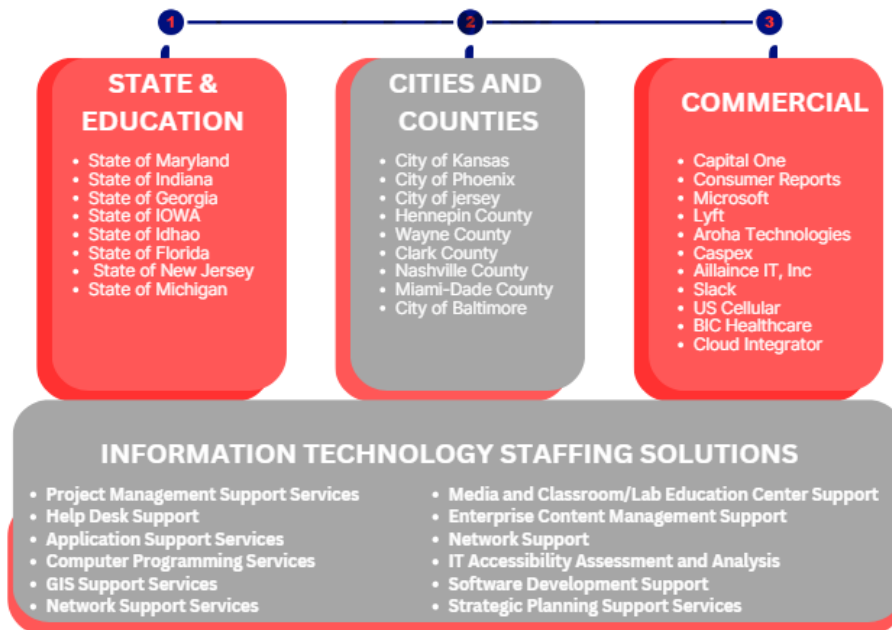 1
2
3
STATE &
EDUCATION
• State of Maryland
• State of Indiana
• State of Georgia
• State of IOWA
• State of Idhao
• State of Florida
• State of New Jersey
• State of Michigan
CITIES AND
COUNTIES
• City of Kansas
• City of Phoenix
• City of jersey
• Hennepin County
• Wayne County
• Clark County
• Nashville County
• Miami-Dade County
• City of Baltimore
COMMERCIAL
• Capital One
• Consumer Reports
• Microsoft
• Lyft
• Aroha Technologies
• Caspex
• Aillaince IT, Inc
• Slack
• US Cellular
• BIC Healthcare
• Cloud Integrator
INFORMATION TECHNOLOGY STAFFING SOLUTIONS
• Project Management Support Services
• Help Desk Support
• Application Support Services
• Computer Programming Services
• GIS Support Services
• Network Support Services
• Media and Classroom/Lab Education Center Support
• Enterprise Content Management Support
• Network Support
• IT Accessibility Assessment and Analysis
• Software Development Support
• Strategic Planning Support Services